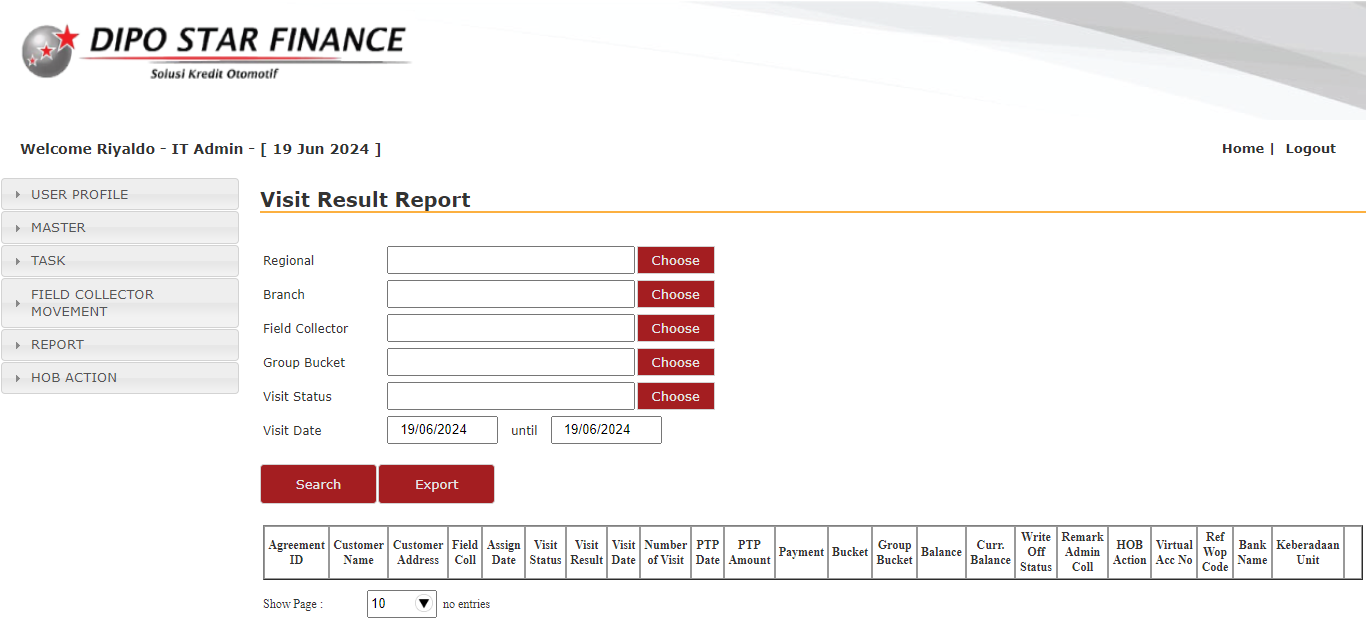 DIPO STAR FINANCE
Solusi Kredit Otomotif
Welcome Riyaldo - IT Admin - [ 19 Jun 2024 ]
Home | Logout
USER PROFILE
MASTER
TASK
FIELD COLLECTOR
MOVEMENT
REPORT
HOB ACTION
Visit Result Report
Regional Choose
Branch Choose
Field Collector Choose
Group Bucket Choose
Visit Status Choose
Visit Date 19/06/2024 until 19/06/2024
Search Export
Agreement ID Customer Name Customer Address Field Coll Assign Date Visit Status Visit Result Visit Date Number of Visit PTP Date PTP Amount Payment Bucket Group Bucket Balance Curr. Balance Write Off Status Remark Admin Coll HOB Action Virtual Acc No Ref Wop Code Bank Name Keberadaan Unit
Show Page : 10 no entries